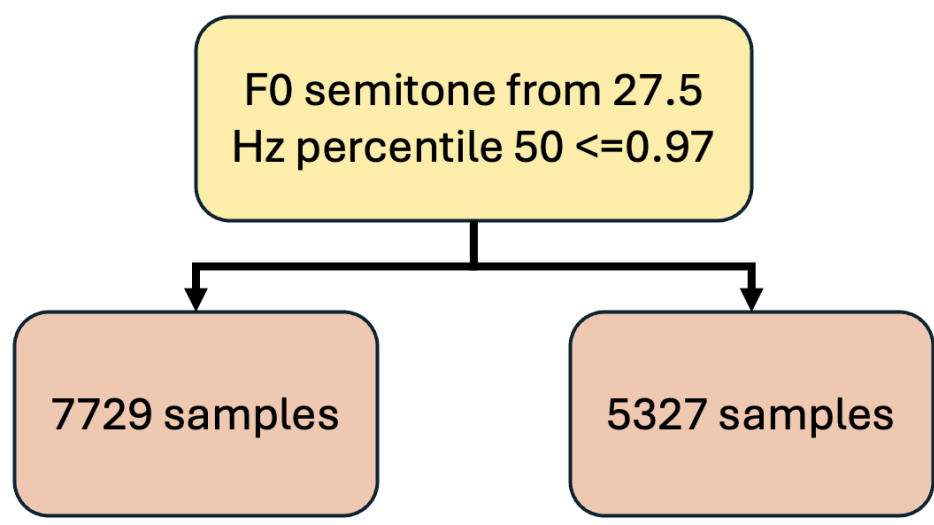 F0 semitone from 27.5
Hz percentile 50 <=0.97
7729 samples
5327 samples